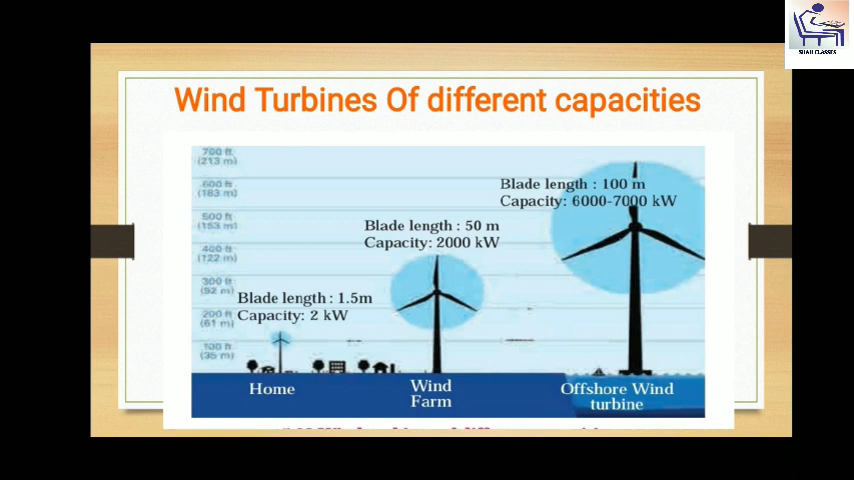 SHAH CLASSES
Wind Turbines Of different capacities
700 ft
(213 m)
600 ft
(183 m)
500 ft
(153 m)
400 ft
(122 m)
300 ft
(92 m)
200 ft
(61 m)
100 ft
(35 m)
Blade length : 100 m
Capacity: 6000-7000 kW
Blade length : 50 m
Capacity: 2000 kW
Blade length : 1.5m
Capacity: 2 kW
Home
Wind
Farm
Offshore Wind
turbine